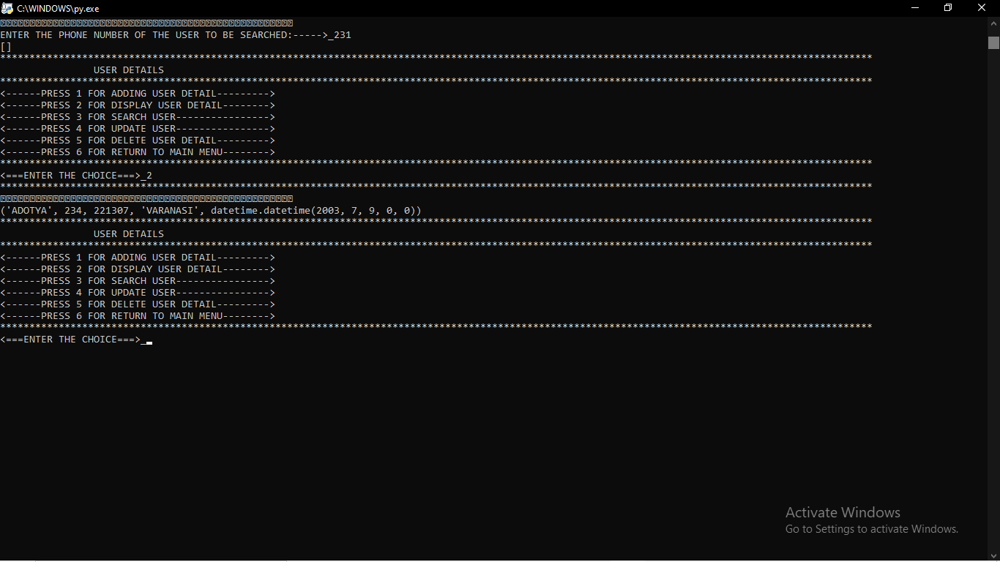 C:\WINDOWS\py.exe
ENTER THE PHONE NUMBER OF THE USER TO BE SEARCHED:----->_231
[]
*****************************************************************************************************************************************************
USER DETAILS
*****************************************************************************************************************************************************
<------PRESS 1 FOR ADDING USER DETAIL--------->
<------PRESS 2 FOR DISPLAY USER DETAIL-------->
<------PRESS 3 FOR SEARCH USER---------------->
<------PRESS 4 FOR UPDATE USER---------------->
<------PRESS 5 FOR DELETE USER DETAIL--------->
<------PRESS 6 FOR RETURN TO MAIN MENU-------->
*****************************************************************************************************************************************************
<===ENTER THE CHOICE===>_2
*****************************************************************************************************************************************************
('ADOTYA', 234, 221307, 'VARANASI', datetime.datetime(2003, 7, 9, 0, 0))
*****************************************************************************************************************************************************
USER DETAILS
*****************************************************************************************************************************************************
<------PRESS 1 FOR ADDING USER DETAIL--------->
<------PRESS 2 FOR DISPLAY USER DETAIL-------->
<------PRESS 3 FOR SEARCH USER---------------->
<------PRESS 4 FOR UPDATE USER---------------->
<------PRESS 5 FOR DELETE USER DETAIL--------->
<------PRESS 6 FOR RETURN TO MAIN MENU-------->
*****************************************************************************************************************************************************
<===ENTER THE CHOICE===>_
Activate Windows
Go to Settings to activate Windows.